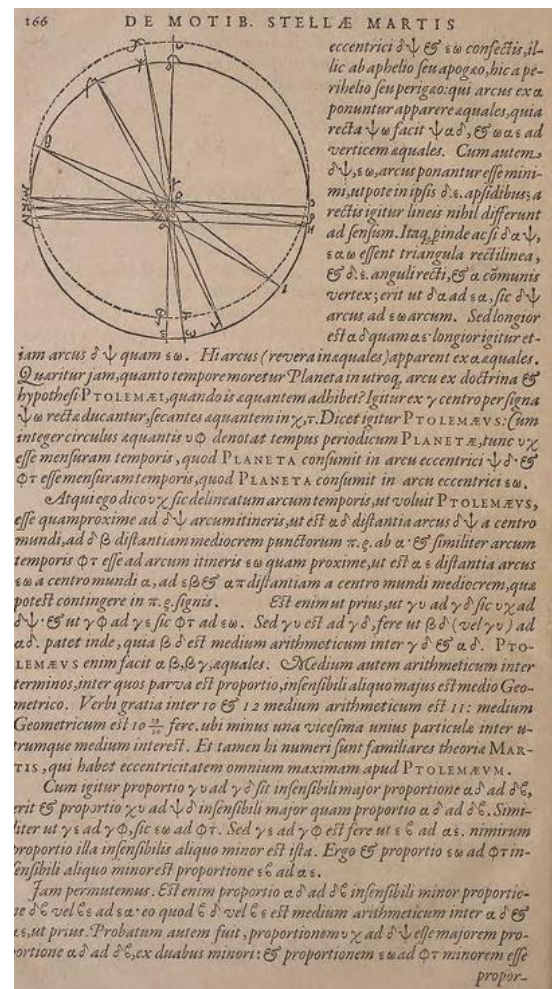 166 DE MOTIB. STELLÆ MARTIS
eccentrici δψ & εω confectis, il-
lic ab aphelio seu apogæo, hic a pe-
rihelio seu perigæo: qui arcus ex α
ponuntur apparere æquales, quia
recta ψω facit ψαδ, & ωαε ad
verticem æquales. Cum autem
δψ, εω, arcus ponantur esse mini-
mi, utpote in ipsis δ.ε. apsidibus; a
rectis igitur lineis nihil differunt
ad sensum. Itaq, pinde ac si δαψ,
εαω essent triangula rectilinea,
& δ.ε. anguli recti, & α cõmunis
vertex; erit ut δα ad εα, sic δψ
arcus ad εω arcum. Sed longior
est αδ quam αε· longior igitur et-
iam arcus δψ quam εω. Hi arcus (revera inæquales) apparent ex α æquales.
Quæritur jam, quanto tempore moretur Planeta in utroq, arcu ex doctrina &
hypothesi PTOLEMÆI, quando is æquantem adhibet? Igitur ex γ centro per signa
ψω rectæ ducantur, secantes æquantem in χ, τ. Dicet igitur PTOLEMÆVS: Cum
integer circulus æquantis υφ denotat tempus periodicum PLANETÆ, tunc υχ
esse mensuram temporis, quod PLANETA consumit in arcu eccentrici ψδ· &
φτ esse mensuram temporis, quod PLANETA consumit in arcu eccentrici εω.
Atqui ego dico υχ sic delineatum arcum temporis, ut voluit PTOLEMÆVS,
esse quamproxime ad δψ arcum itineris, ut est αδ distantia arcus δψ a centro
mundi, ad δβ distantiam mediocrem punctorum π.ρ. ab α· & similiter arcum
temporis φτ esse ad arcum itineris εω quam proxime, ut est αε distantia arcus
εω a centro mundi α, ad εβ & απ distantiam a centro mundi mediocrem, quæ
potest contingere in π.ρ. signis. Est enim ut prius, ut γυ ad γδ sic υχ ad
δψ· & ut γφ ad γε sic φτ ad εω. Sed γυ est ad γδ, fere ut βδ (vel γυ) ad
αδ. patet inde, quia βδ est medium arithmeticum inter γδ & αδ. PTO-
LEMÆVS enim facit αβ, βγ, æquales. Medium autem arithmeticum inter
terminos, inter quos parva est proportio, insensibili aliquo majus est medio Geo-
metrico. Verbi gratia inter 10 & 12 medium arithmeticum est 11: medium
Geometricum est 10 fere. ubi minus una vicesima unius particulæ inter u-
trumque medium interest. Et tamen hi numeri sunt familiares theoriæ MAR-
TIS, qui habet eccentricitatem omnium maximam apud PTOLEMÆVM.
Cum igitur proportio γυ ad γδ sit insensibili major proportione αδ ad δϐ,
erit & proportio χυ ad ψδ insensibili major quam proportio αδ ad δϐ. Simi-
liter ut γε ad γφ, sic εω ad φτ. Sed γε ad γφ est fere ut εϐ ad αε. nimirum
proportio illa insensibilis aliquo minor est ista. Ergo & proportio εω ad φτ in-
sensibili aliquo minor est proportione εϐ ad αε.
Jam permutemus. Est enim proportio αδ ad δϐ insensibili minor proportio-
ne δϐ vel ϐε ad εα· eo quod ϐδ vel ϐε est medium arithmeticum inter αδ &
αε, ut prius. Probatum autem fuit, proportionem υχ ad δψ esse majorem pro-
portione αδ ad δϐ, ex duabus minori: & proportionem εω ad φτ minorem esse
propor-